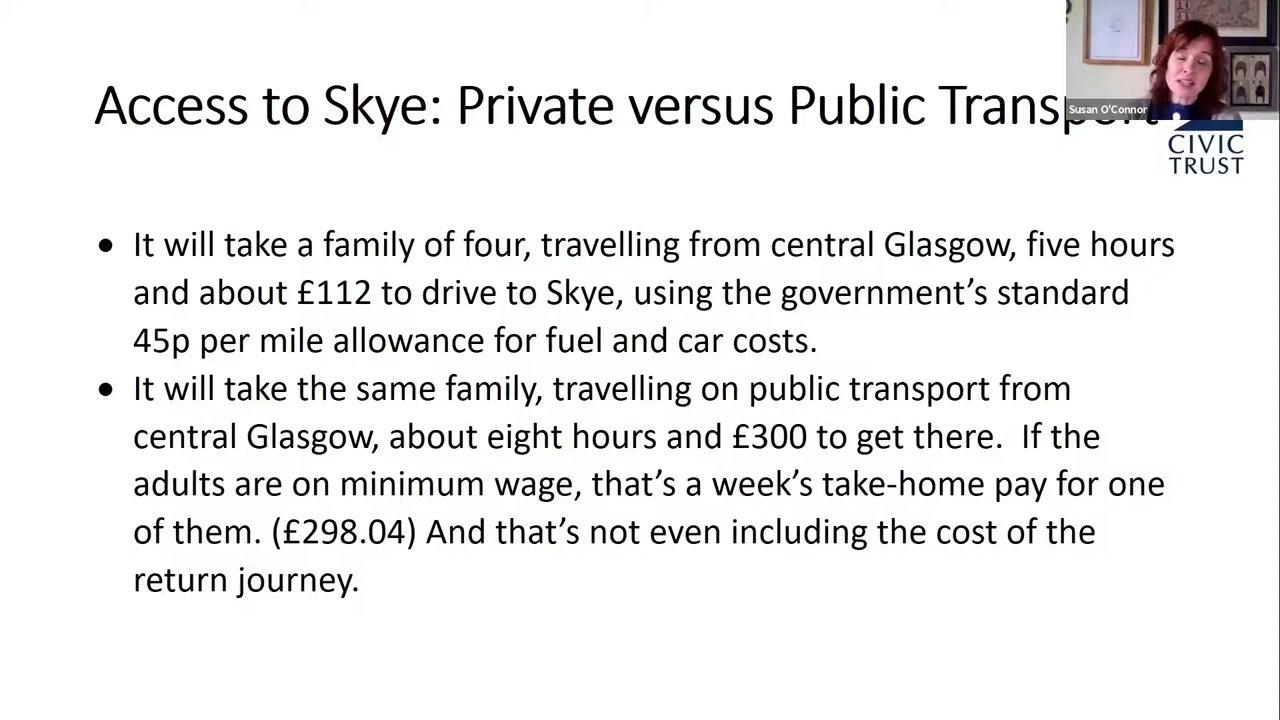 Access to Skye: Private versus Public Transport
Susan O'Connor
CIVIC
TRUST
• It will take a family of four, travelling from central Glasgow, five hours
and about £112 to drive to Skye, using the government’s standard
45p per mile allowance for fuel and car costs.
• It will take the same family, travelling on public transport from
central Glasgow, about eight hours and £300 to get there.  If the
adults are on minimum wage, that’s a week’s take-home pay for one
of them. (£298.04) And that’s not even including the cost of the
return journey.